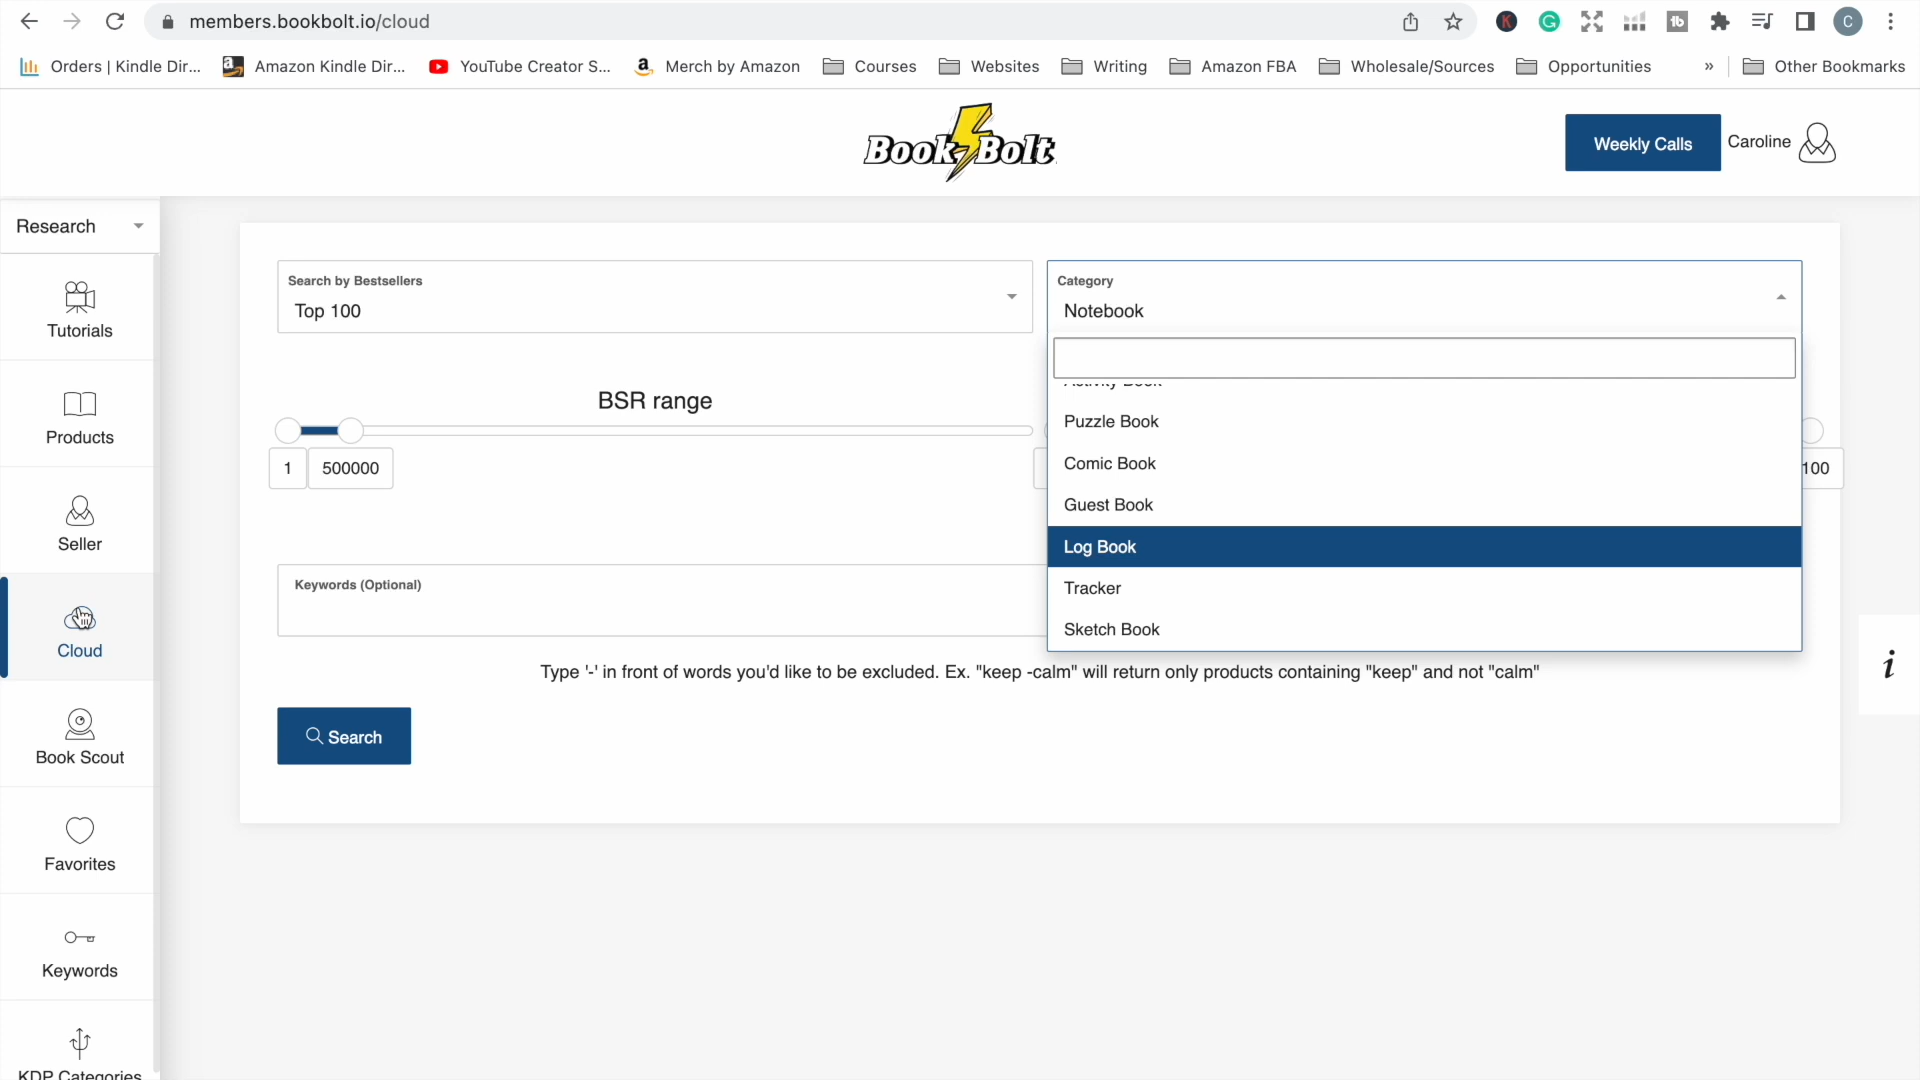 members.bookbolt.io/cloud
C
Orders | Kindle Dir...
Amazon Kindle Dir...
YouTube Creator S...
Merch by Amazon
Courses
Websites
Writing
Amazon FBA
Wholesale/Sources
Opportunities
»
Other Bookmarks
Book Bolt
Weekly Calls
Caroline
Research
Tutorials
Products
Seller
Cloud
Book Scout
Favorites
Keywords
KDP Categories
Search by Bestsellers
Top 100
Category
Notebook
Activity Book
Puzzle Book
Comic Book
Guest Book
Log Book
Tracker
Sketch Book
BSR range
1
500000
100
Keywords (Optional)
Type '-' in front of words you'd like to be excluded. Ex. "keep -calm" will return only products containing "keep" and not "calm"
Search
i